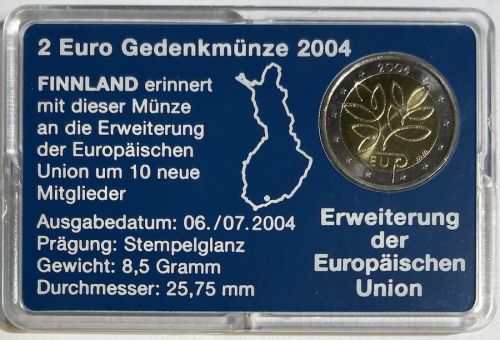 2 Euro Gedenkmünze 2004
FINNLAND erinnert
mit dieser Münze
an die Erweiterung
der Europäischen
Union um 10 neue
Mitglieder
Ausgabedatum: 06./07.2004
Prägung: Stempelglanz
Gewicht: 8,5 Gramm
Durchmesser: 25,75 mm
2004
EU
Erweiterung
der
Europäischen
Union